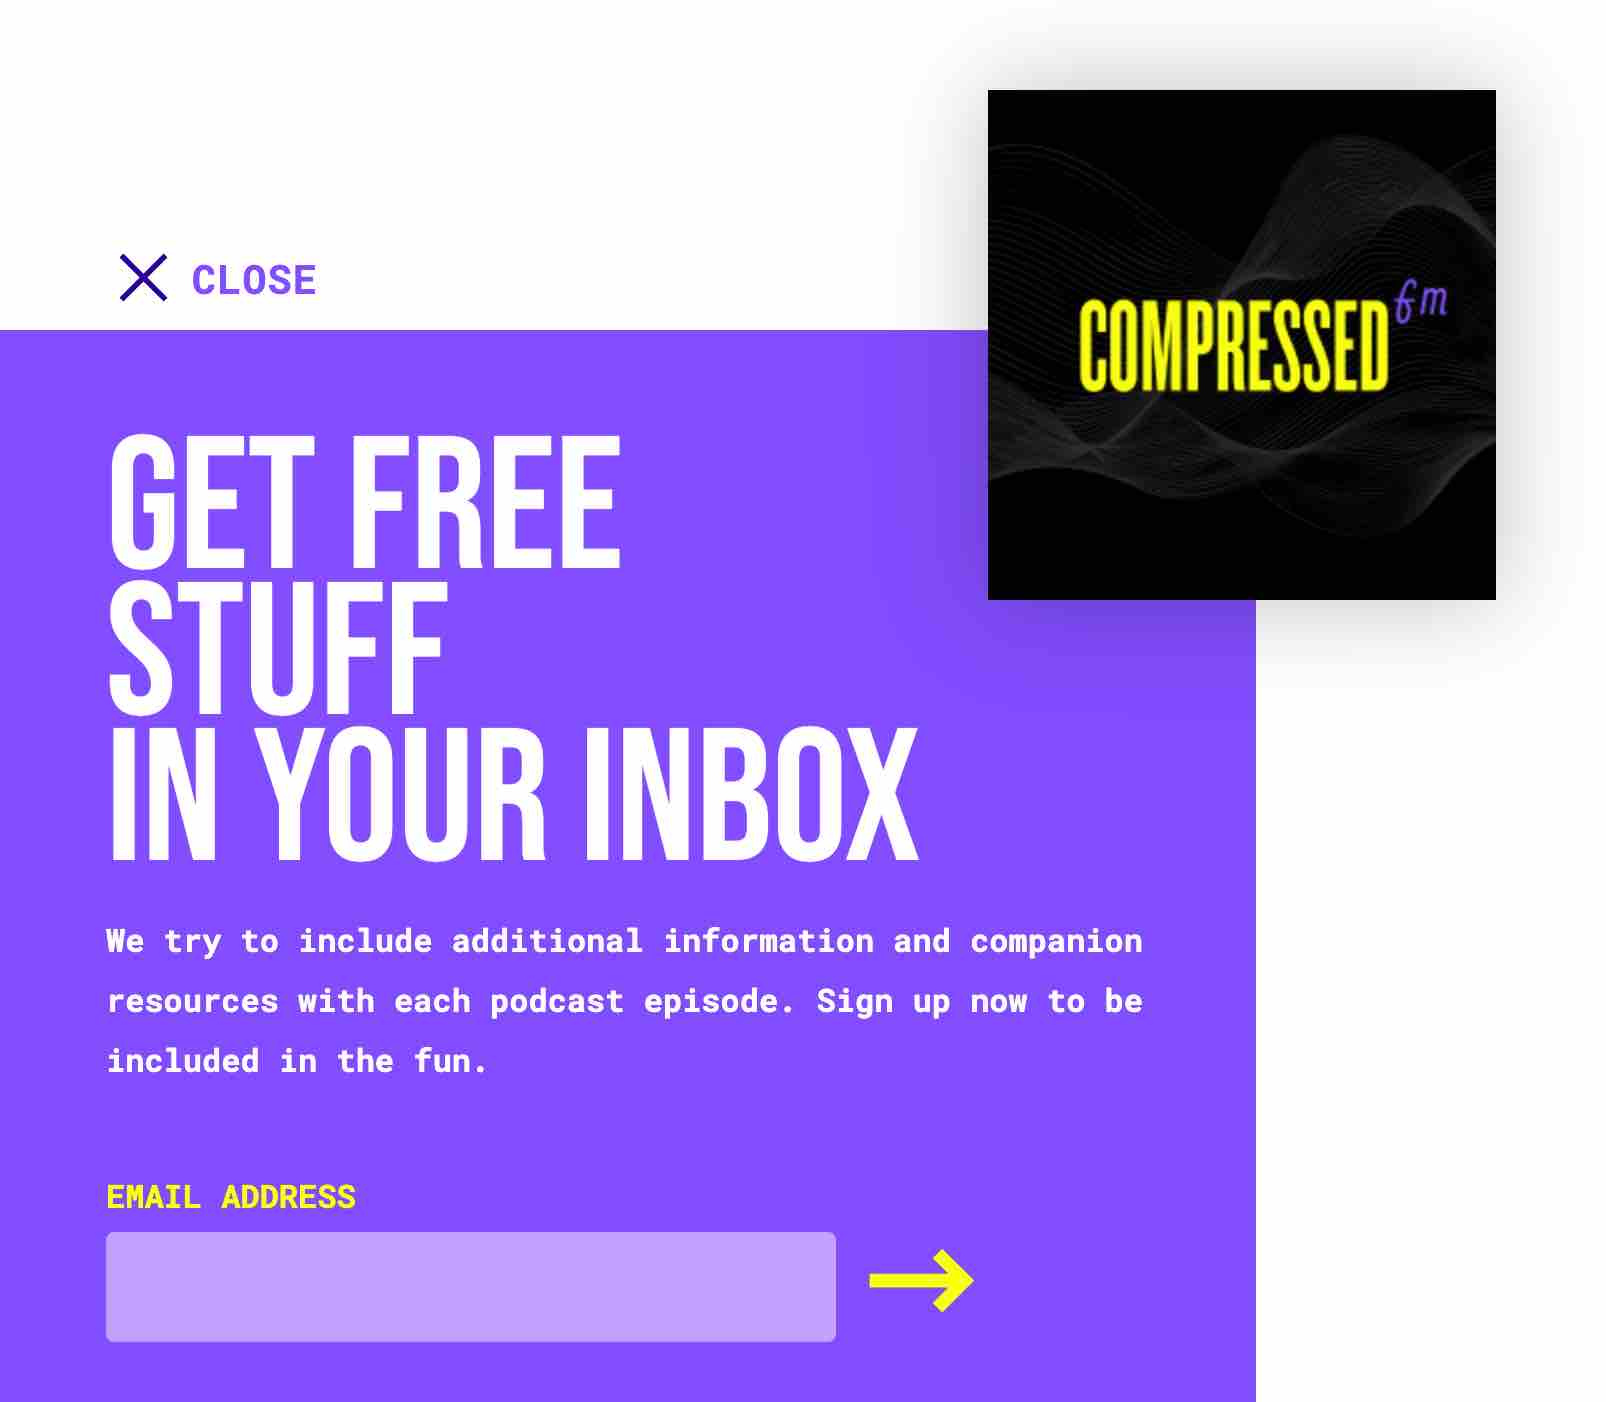 CLOSE
COMPRESSED fm
GET FREE
STUFF
IN YOUR INBOX
We try to include additional information and companion
resources with each podcast episode. Sign up now to be
included in the fun.
EMAIL ADDRESS